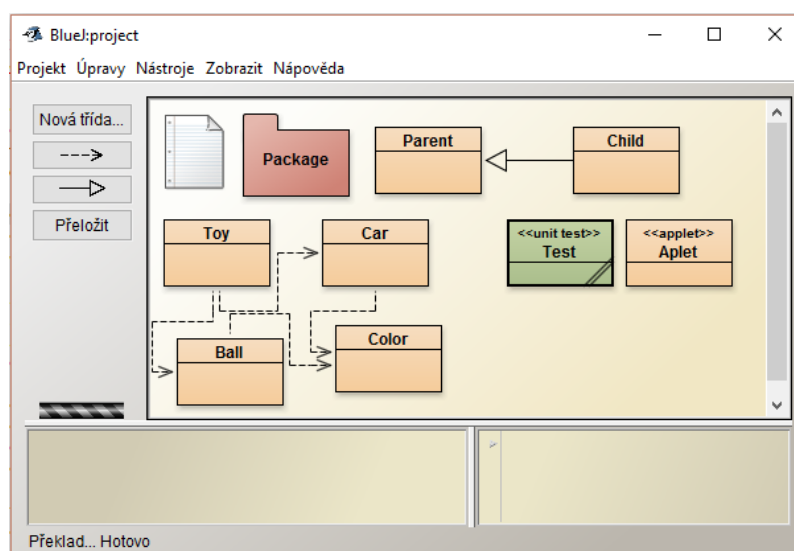 BlueJ:project
Projekt Úpravy Nástroje Zobrazit Nápověda
Nová třída...
Přeložit
Package
Parent
Child
Toy
Car
<<unit test>>
Test
<<applet>>
Aplet
Ball
Color
Překlad... Hotovo